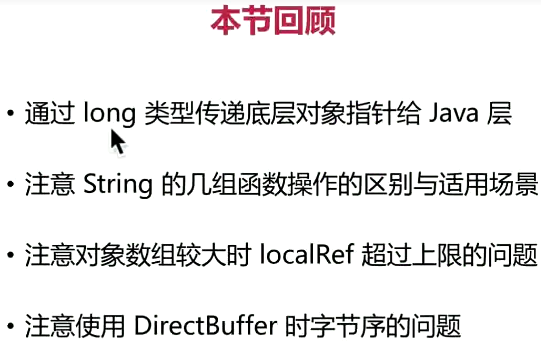 本节回顾
• 通过 long 类型传递底层对象指针给 Java 层
• 注意 String 的几组函数操作的区别与适用场景
• 注意对象数组较大时 localRef 超过上限的问题
• 注意使用 DirectBuffer 时字节序的问题